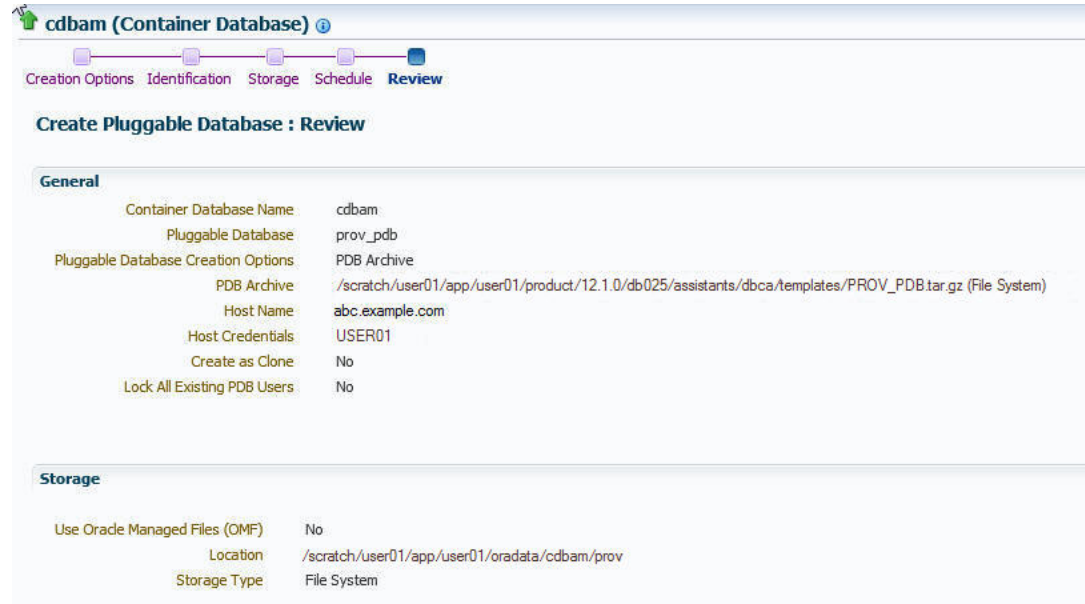 cdbam (Container Database)
Creation Options Identification Storage Schedule Review
Create Pluggable Database : Review
General
Container Database Name cdbam
Pluggable Database prov_pdb
Pluggable Database Creation Options PDB Archive
PDB Archive /scratch/user01/app/user01/product/12.1.0/db025/assistants/dbca/templates/PROV_PDB.tar.gz (File System)
Host Name abc.example.com
Host Credentials USER01
Create as Clone No
Lock All Existing PDB Users No
Storage
Use Oracle Managed Files (OMF) No
Location /scratch/user01/app/user01/oradata/cdbam/prov
Storage Type File System